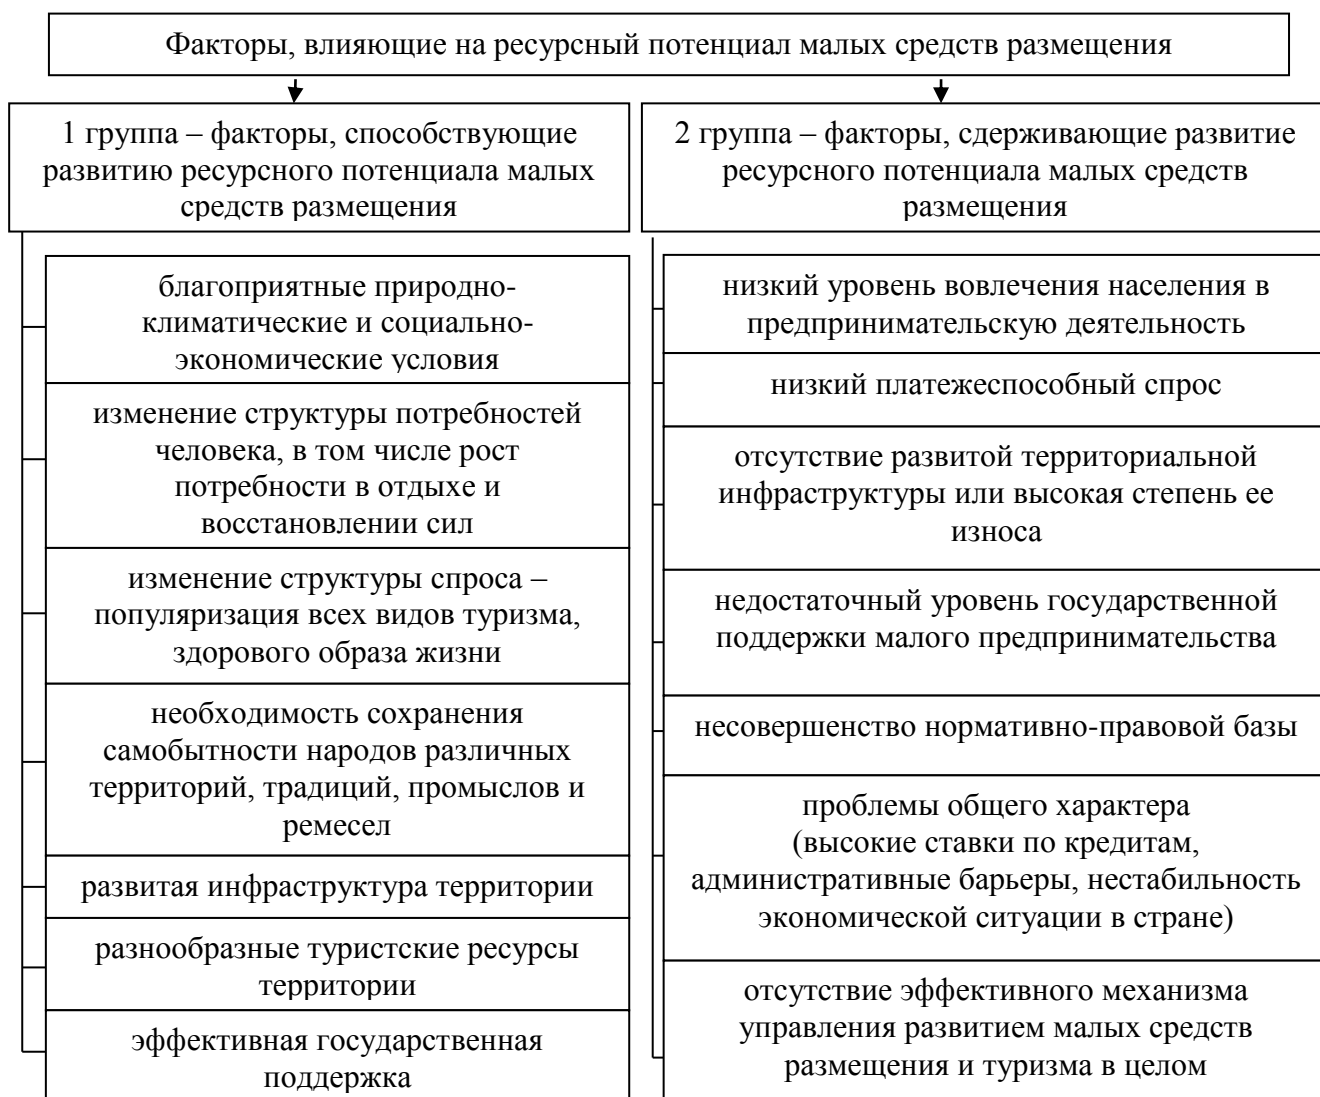 Факторы, влияющие на ресурсный потенциал малых средств размещения
1 группа – факторы, способствующие
развитию ресурсного потенциала малых
средств размещения
благоприятные природно-
климатические и социально-
экономические условия
изменение структуры потребностей
человека, в том числе рост
потребности в отдыхе и
восстановлении сил
изменение структуры спроса –
популяризация всех видов туризма,
здорового образа жизни
необходимость сохранения
самобытности народов различных
территорий, традиций, промыслов и
ремесел
развитая инфраструктура территории
разнообразные туристские ресурсы
территории
эффективная государственная
поддержка
2 группа – факторы, сдерживающие развитие
ресурсного потенциала малых средств
размещения
низкий уровень вовлечения населения в
предпринимательскую деятельность
низкий платежеспособный спрос
отсутствие развитой территориальной
инфраструктуры или высокая степень ее
износа
недостаточный уровень государственной
поддержки малого предпринимательства
несовершенство нормативно-правовой базы
проблемы общего характера
(высокие ставки по кредитам,
административные барьеры, нестабильность
экономической ситуации в стране)
отсутствие эффективного механизма
управления развитием малых средств
размещения и туризма в целом